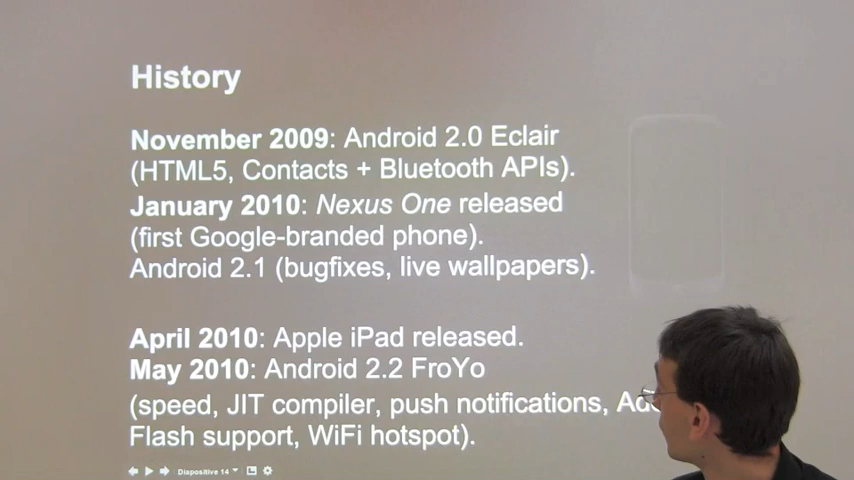 History
November 2009: Android 2.0 Eclair
(HTML5, Contacts + Bluetooth APIs).
January 2010: Nexus One released
(first Google-branded phone).
Android 2.1 (bugfixes, live wallpapers).
April 2010: Apple iPad released.
May 2010: Android 2.2 FroYo
(speed, JIT compiler, push notifications,
Flash support, WiFi hotspot).
Diapositive 14